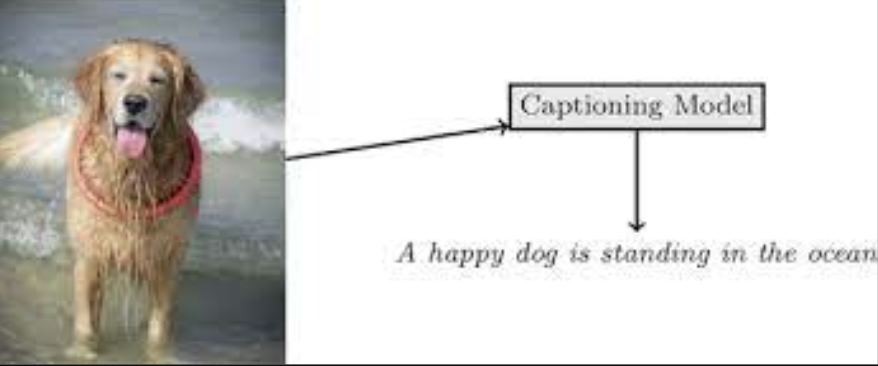 Captioning Model
A happy dog is standing in the ocean